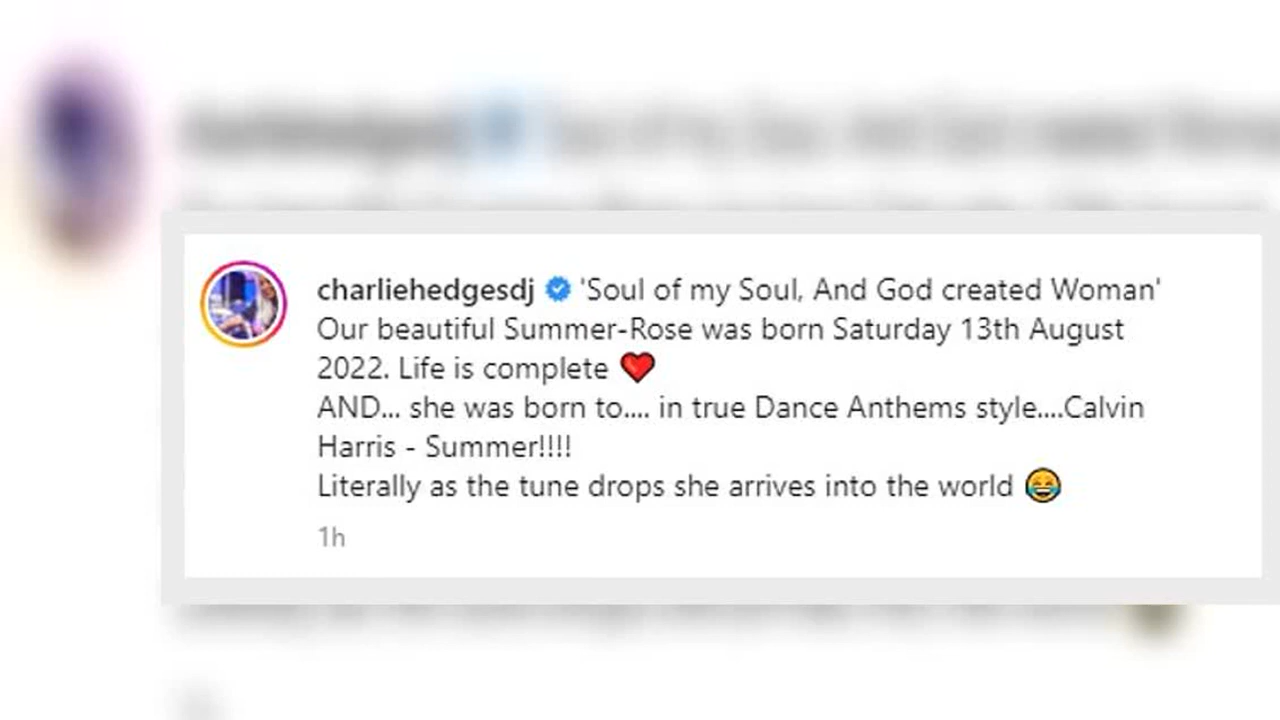 charliehedgesdj 'Soul of my Soul, And God created Woman'
Our beautiful Summer-Rose was born Saturday 13th August
2022. Life is complete ❤️
AND... she was born to.... in true Dance Anthems style....Calvin
Harris - Summer!!!!
Literally as the tune drops she arrives into the world 😂
1h